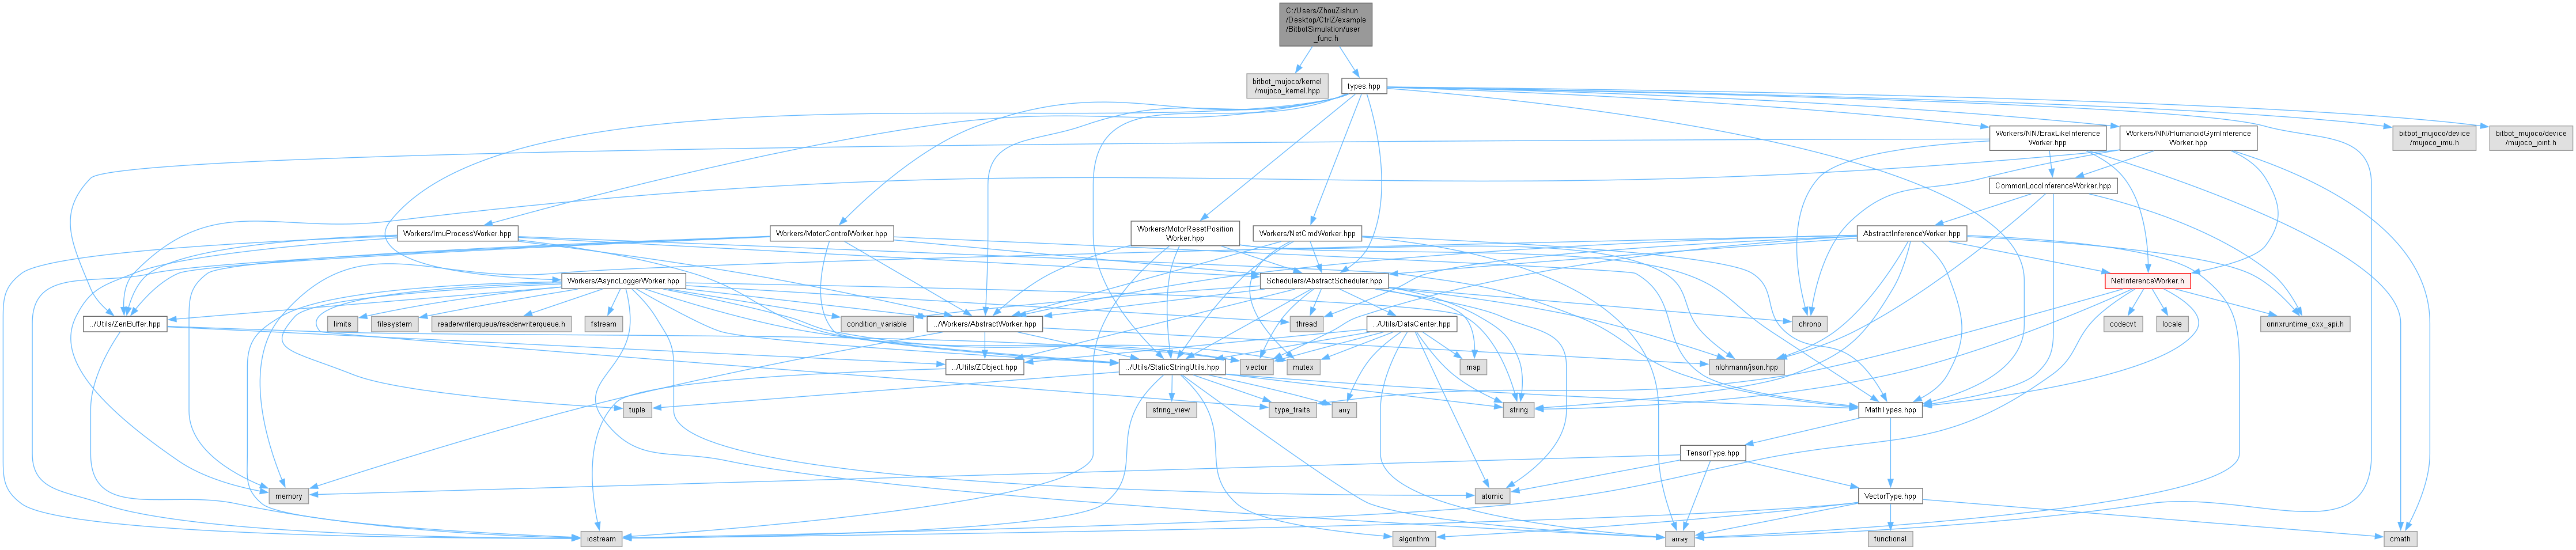 C:/Users/ZhouZishun
/Desktop/CtrlZ/example
/BitbotSimulation/user
_func.h
bitbot_mujoco/kernel
/mujoco_kernel.hpp
types.hpp
Workers/NN/EraxLikeInference
Worker.hpp
Workers/NN/HumanoidGymInference
Worker.hpp
bitbot_mujoco/device
/mujoco_imu.h
bitbot_mujoco/device
/mujoco_joint.h
CommonLocoInferenceWorker.hpp
Workers/ImuProcessWorker.hpp
Workers/MotorControlWorker.hpp
Workers/MotorResetPosition
Worker.hpp
Workers/NetCmdWorker.hpp
AbstractInferenceWorker.hpp
Workers/AsyncLoggerWorker.hpp
Schedulers/AbstractScheduler.hpp
NetInferenceWorker.h
../Utils/ZenBuffer.hpp
limits
filesystem
readerwriterqueue/readerwriterqueue.h
fstream
condition_variable
../Workers/AbstractWorker.hpp
thread
../Utils/DataCenter.hpp
chrono
codecvt
locale
onnxruntime_cxx_api.h
../Utils/ZObject.hpp
../Utils/StaticStringUtils.hpp
vector
mutex
map
nlohmann/json.hpp
tuple
string_view
type_traits
any
string
MathTypes.hpp
TensorType.hpp
memory
atomic
VectorType.hpp
iostream
algorithm
array
functional
cmath